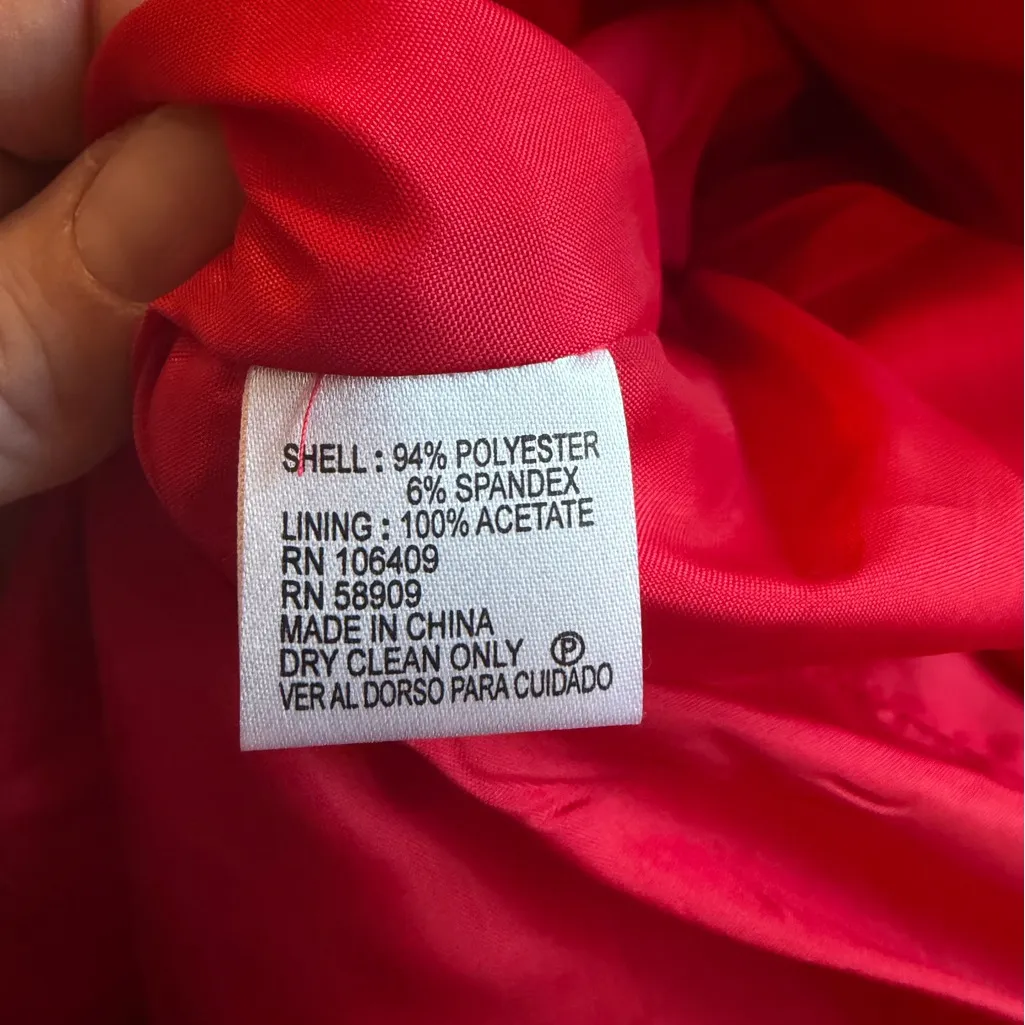 SHELL : 94% POLYESTER
6% SPANDEX
LINING : 100% ACETATE
RN 106409
RN 58909
MADE IN CHINA
DRY CLEAN ONLY Ⓟ
VER AL DORSO PARA CUIDADO